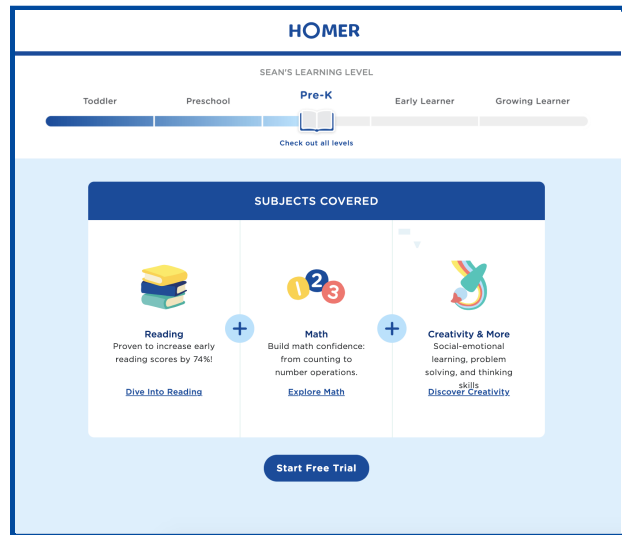 HOMER
SEAN'S LEARNING LEVEL
Toddler
Preschool
Pre-K
Early Learner
Growing Learner
Check out all levels
SUBJECTS COVERED
1 2 3
Reading
Proven to increase early
reading scores by 74%!
Dive Into Reading
+
Math
Build math confidence:
from counting to
number operations.
Explore Math
+
Creativity & More
Social-emotional
learning, problem
solving, and thinking
skills
Discover Creativity
Start Free Trial